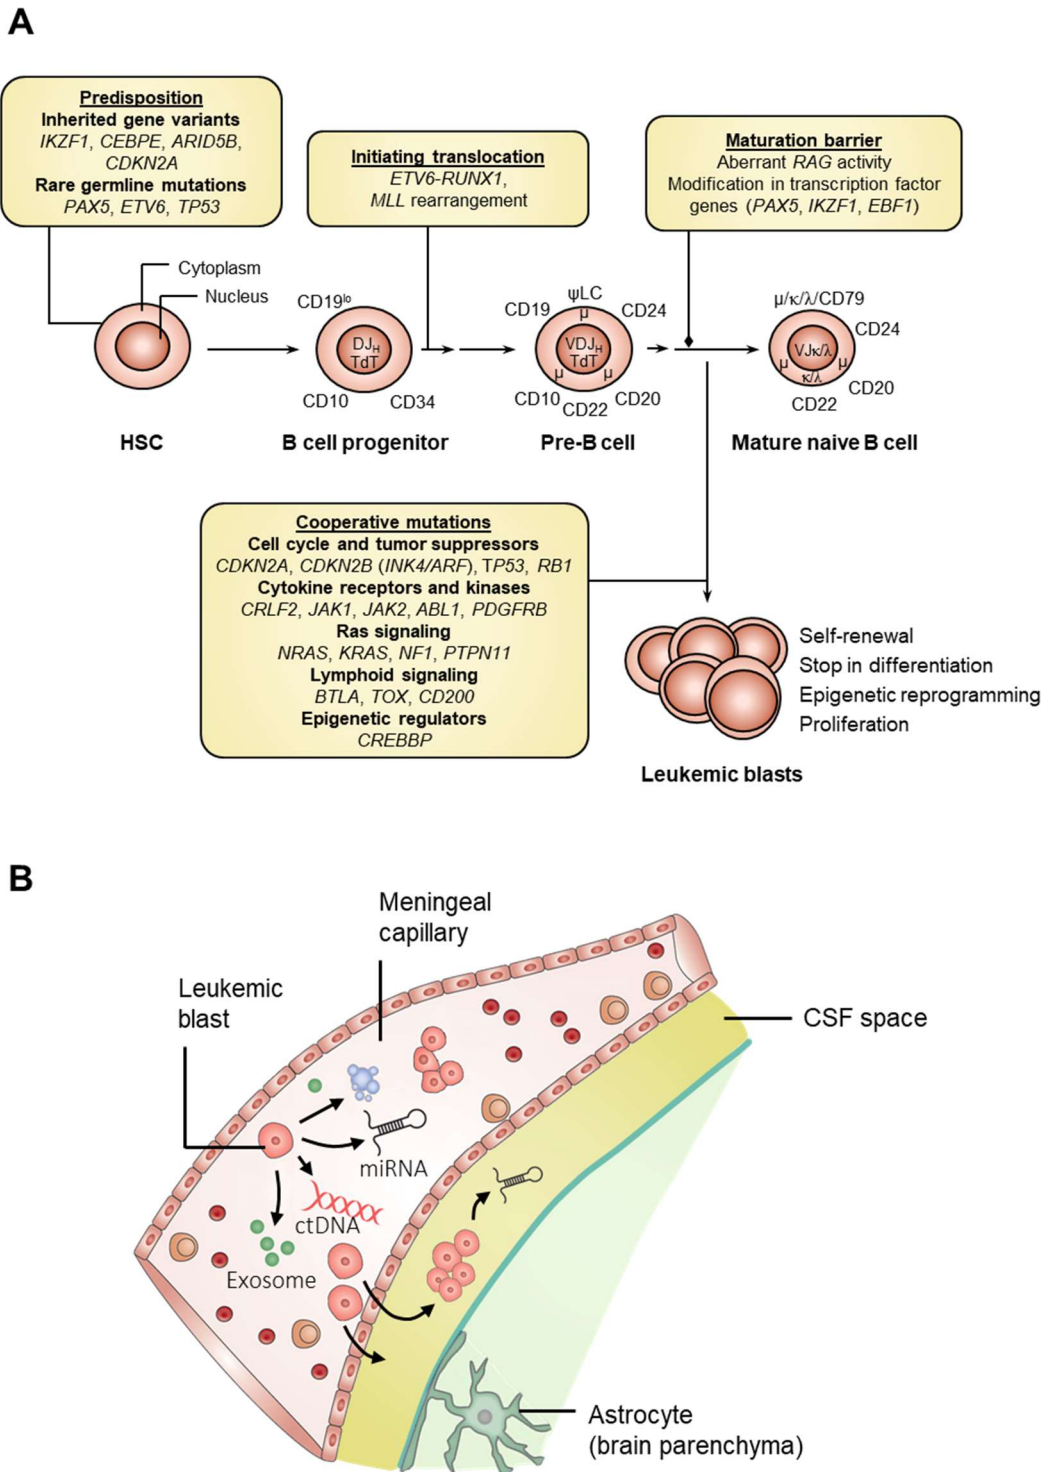 A
Predisposition
Inherited gene variants
IKZF1, CEBPE, ARID5B,
CDKN2A
Rare germline mutations
PAX5, ETV6, TP53
Initiating translocation
ETV6-RUNX1,
MLL rearrangement
Maturation barrier
Aberrant RAG activity
Modification in transcription factor
genes (PAX5, IKZF1, EBF1)
Cytoplasm
Nucleus
HSC
CD19lo
DJH
TdT
CD10
CD34
B cell progenitor
ψLC
CD19
CD24
μ
VDJH
TdT
μ
μ
CD10
CD22
CD20
Pre-B cell
μ/κ/λ/CD79
CD24
VJκ/λ
μ
μ
κ/λ
CD20
CD22
Mature naive B cell
Cooperative mutations
Cell cycle and tumor suppressors
CDKN2A, CDKN2B (INK4/ARF), TP53, RB1
Cytokine receptors and kinases
CRLF2, JAK1, JAK2, ABL1, PDGFRB
Ras signaling
NRAS, KRAS, NF1, PTPN11
Lymphoid signaling
BTLA, TOX, CD200
Epigenetic regulators
CREBBP
Self-renewal
Stop in differentiation
Epigenetic reprogramming
Proliferation
Leukemic blasts
B
Meningeal
capillary
Leukemic
blast
CSF space
miRNA
ctDNA
Exosome
Astrocyte
(brain parenchyma)